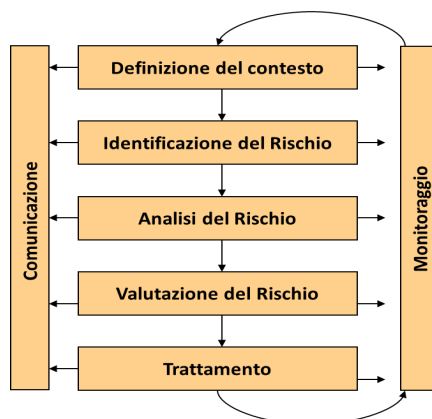 Definizione del contesto
Identificazione del Rischio
Analisi del Rischio
Valutazione del Rischio
Trattamento
Comunicazione
Monitoraggio